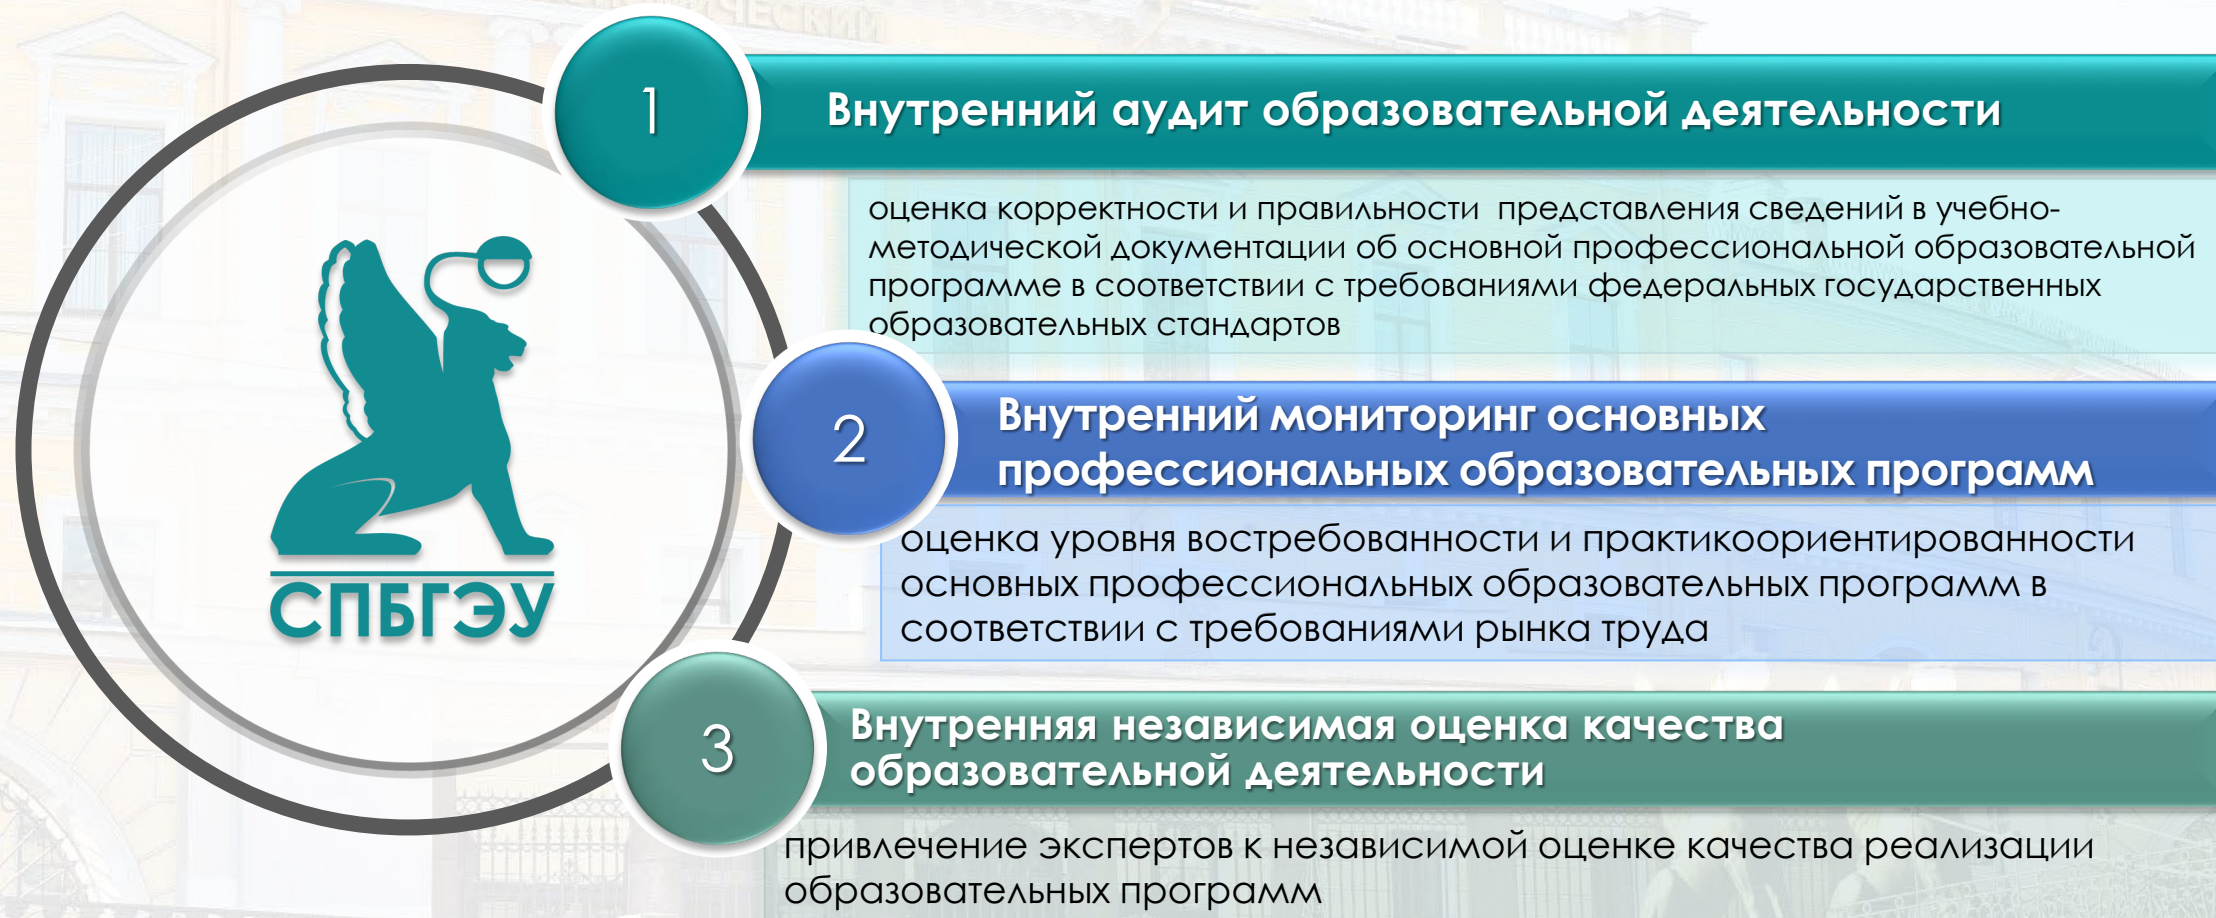 1
Внутренний аудит образовательной деятельности
оценка корректности и правильности представления сведений в учебно-
методической документации об основной профессиональной образовательной
программе в соответствии с требованиями федеральных государственных
образовательных стандартов
2
Внутренний мониторинг основных
профессиональных образовательных программ
оценка уровня востребованности и практикоориентированности
основных профессиональных образовательных программ в
соответствии с требованиями рынка труда
СПБГЭУ
3
Внутренняя независимая оценка качества
образовательной деятельности
привлечение экспертов к независимой оценке качества реализации
образовательных программ